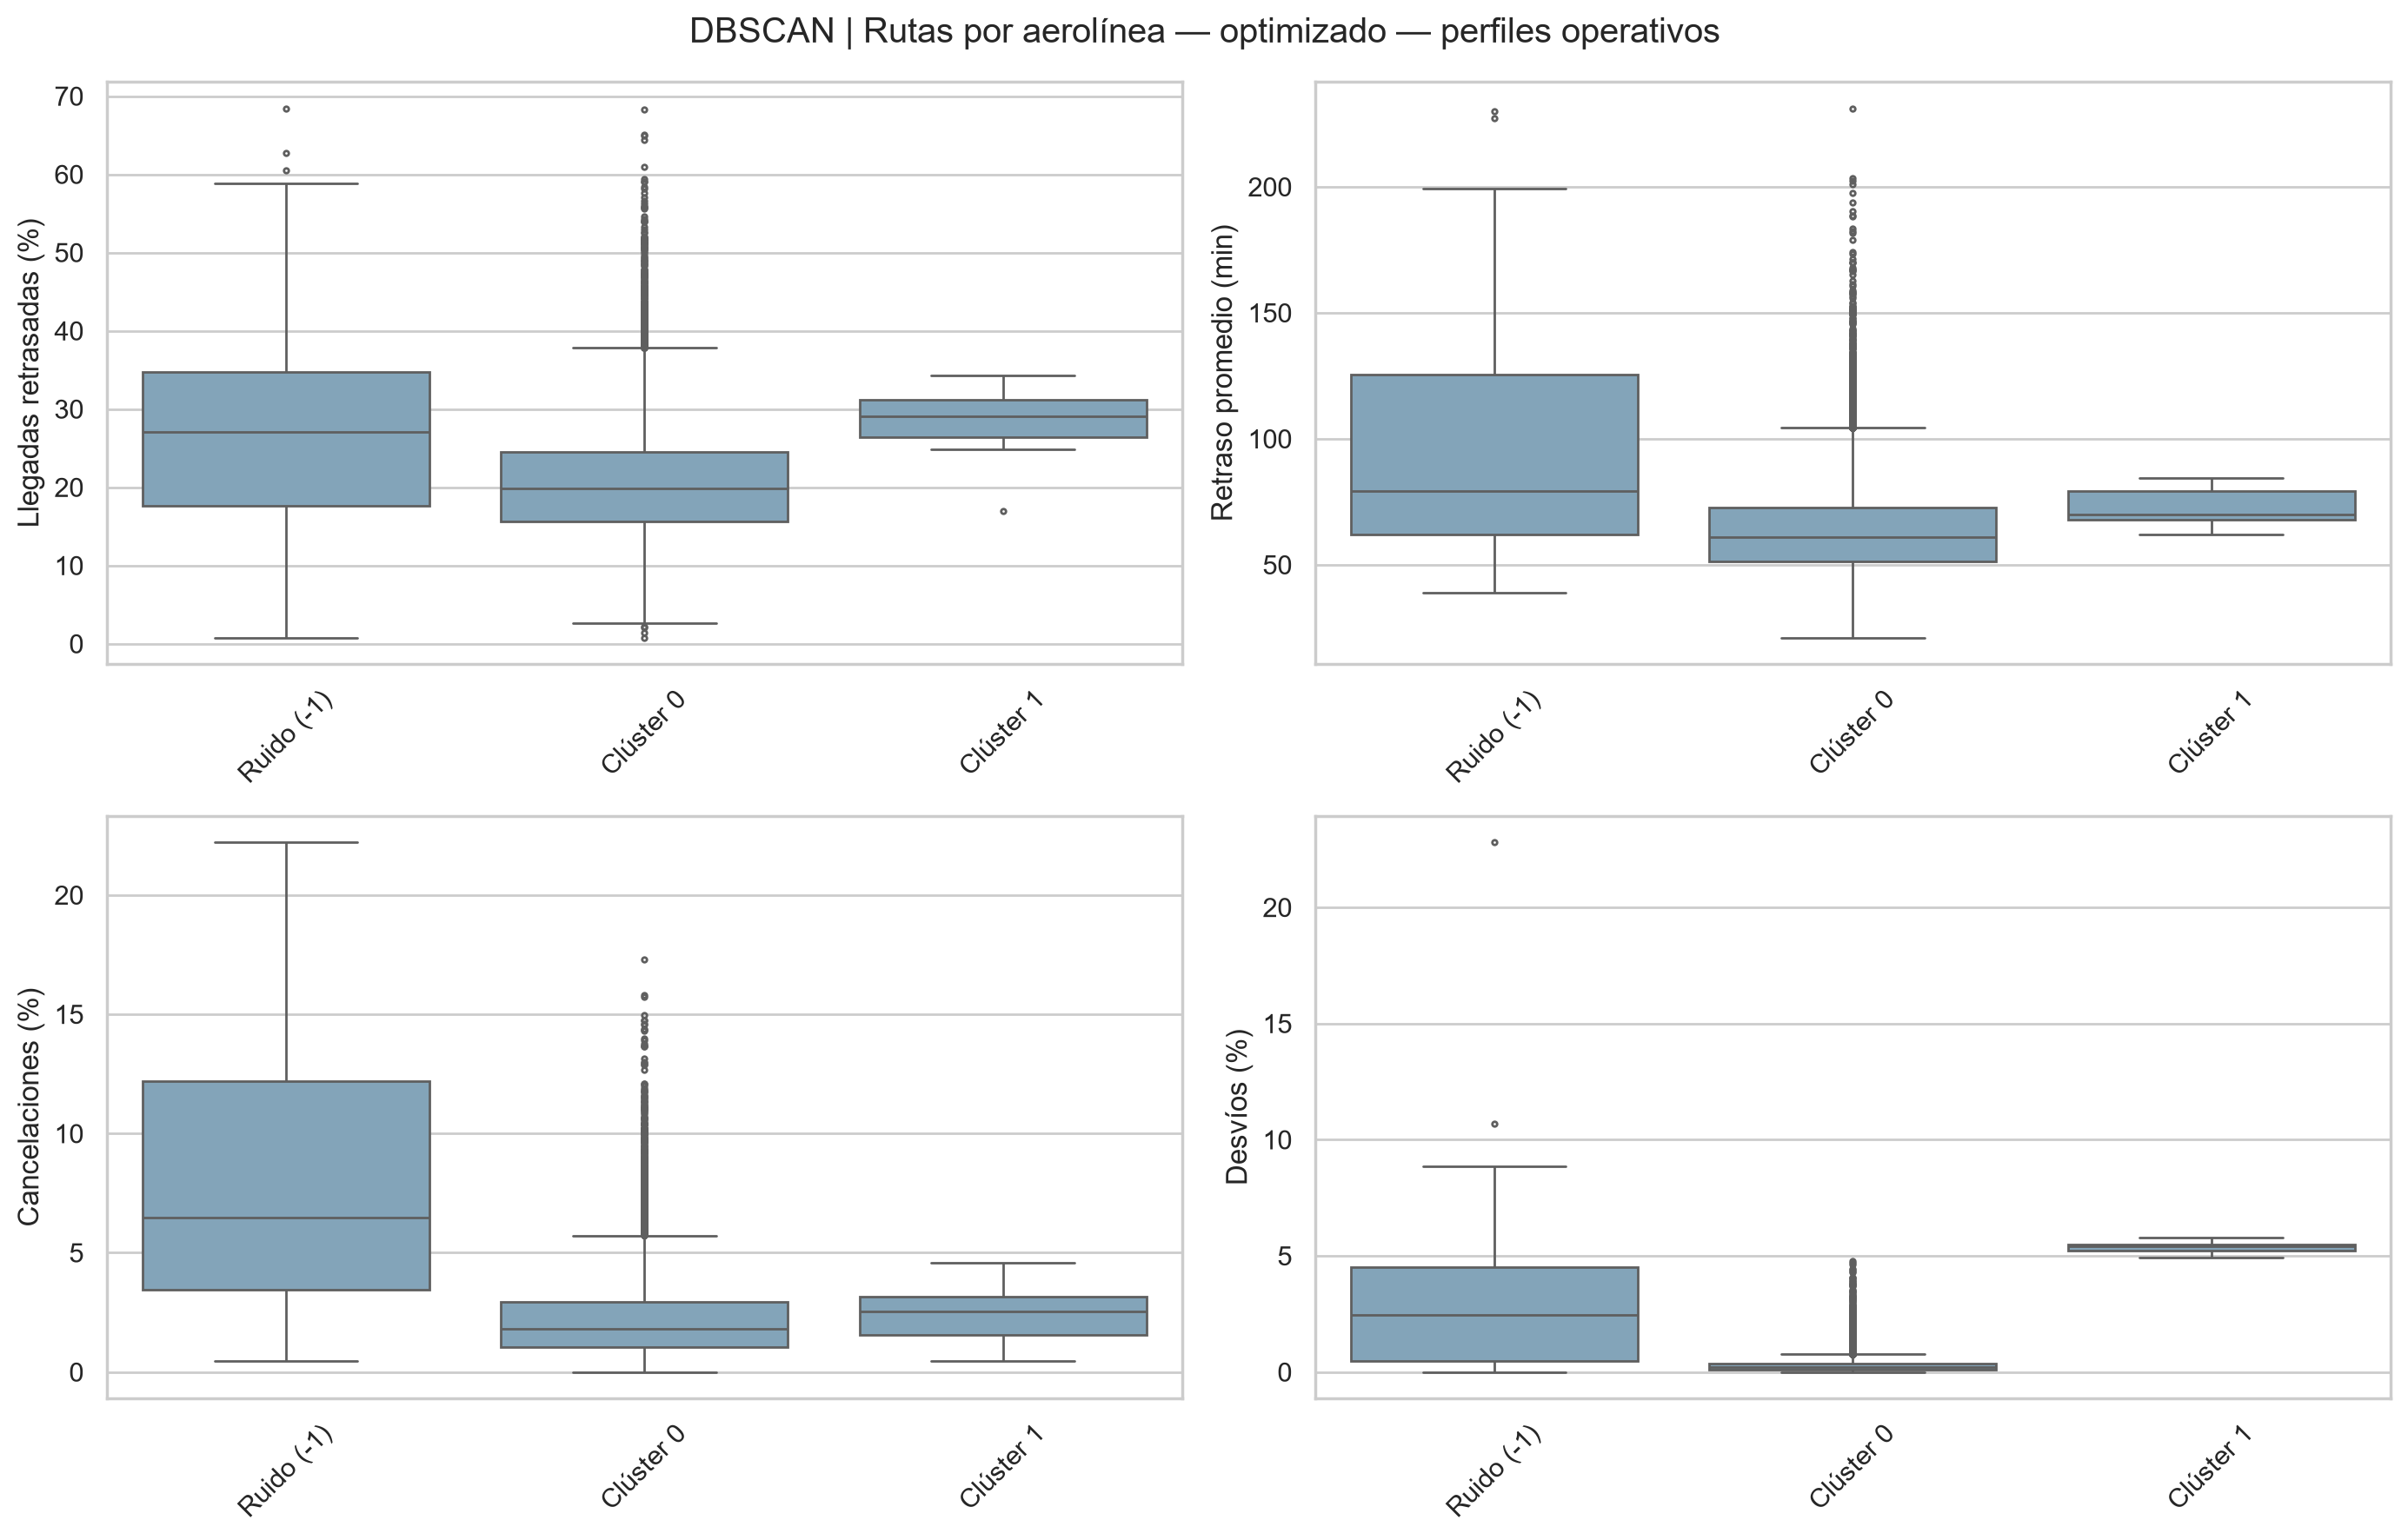 DBSCAN | Rutas por aerolínea — optimizado — perfiles operativos
Llegadas retrasadas (%)
70
60
50
40
30
20
10
0
Ruido (-1)
Clúster 0
Clúster 1
Retraso promedio (min)
200
150
100
50
Ruido (-1)
Clúster 0
Clúster 1
Cancelaciones (%)
20
15
10
5
0
Ruido (-1)
Clúster 0
Clúster 1
Desvíos (%)
20
15
10
5
0
Ruido (-1)
Clúster 0
Clúster 1